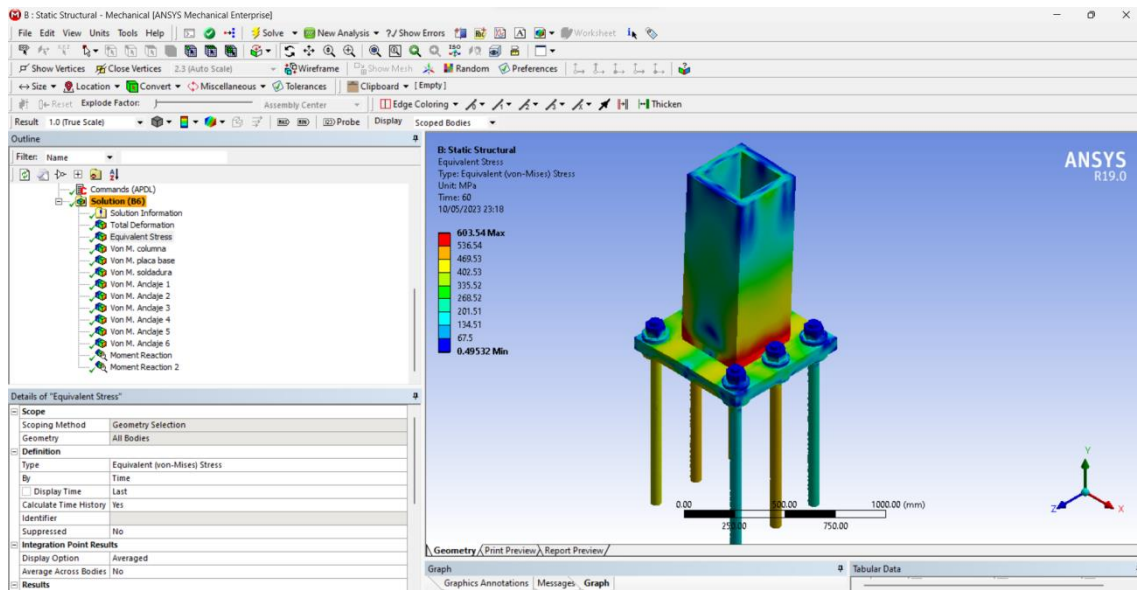 B : Static Structural - Mechanical [ANSYS Mechanical Enterprise]
File Edit View Units Tools Help Solve New Analysis ?/ Show Errors Worksheet
Show Vertices Close Vertices 2.3 (Auto Scale) Wireframe Show Mesh Random Preferences
Size Location Convert Miscellaneous Tolerances Clipboard [Empty]
Reset Explode Factor: Assembly Center Edge Coloring Thicken
Result 1.0 (True Scale) Probe Display Scoped Bodies
Outline
Filter: Name
Commands (APDL)
Solution (B6)
Solution Information
Total Deformation
Equivalent Stress
Von M. columna
Von M. placa base
Von M. soldadura
Von M. Anclaje 1
Von M. Anclaje 2
Von M. Anclaje 3
Von M. Anclaje 4
Von M. Anclaje 5
Von M. Anclaje 6
Moment Reaction
Moment Reaction 2
Details of "Equivalent Stress"
Scope
Scoping Method Geometry Selection
Geometry All Bodies
Definition
Type Equivalent (von-Mises) Stress
By Time
Display Time Last
Calculate Time History Yes
Identifier
Suppressed No
Integration Point Results
Display Option Averaged
Average Across Bodies No
Results
B: Static Structural
Equivalent Stress
Type: Equivalent (von-Mises) Stress
Unit: MPa
Time: 60
10/05/2023 23:18
603.54 Max
536.54
469.53
402.53
335.52
268.52
201.51
134.51
67.5
0.49532 Min
ANSYS
R19.0
0.00 500.00 1000.00 (mm)
250.00 750.00
Y
Z X
Geometry Print Preview Report Preview
Graph
Graphics Annotations Messages Graph
Tabular Data